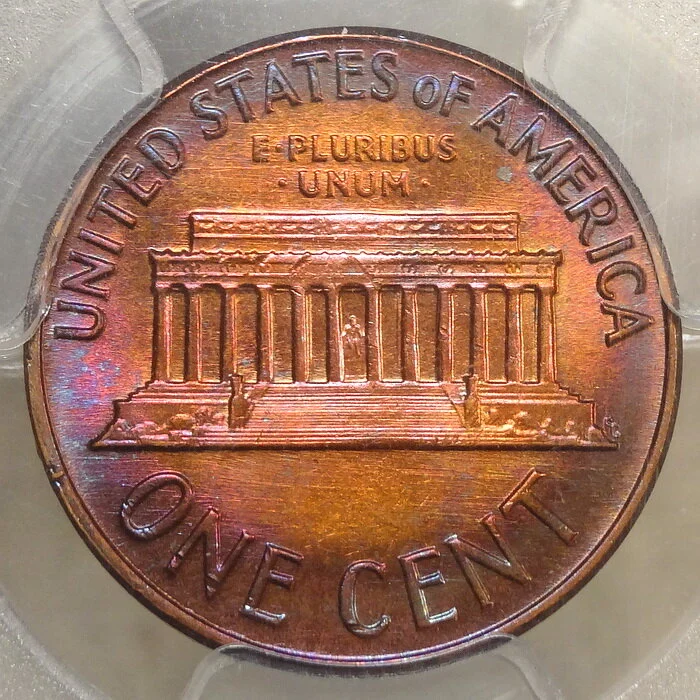 UNITED STATES OF AMERICA
E·PLURIBUS
·UNUM·
ONE CENT